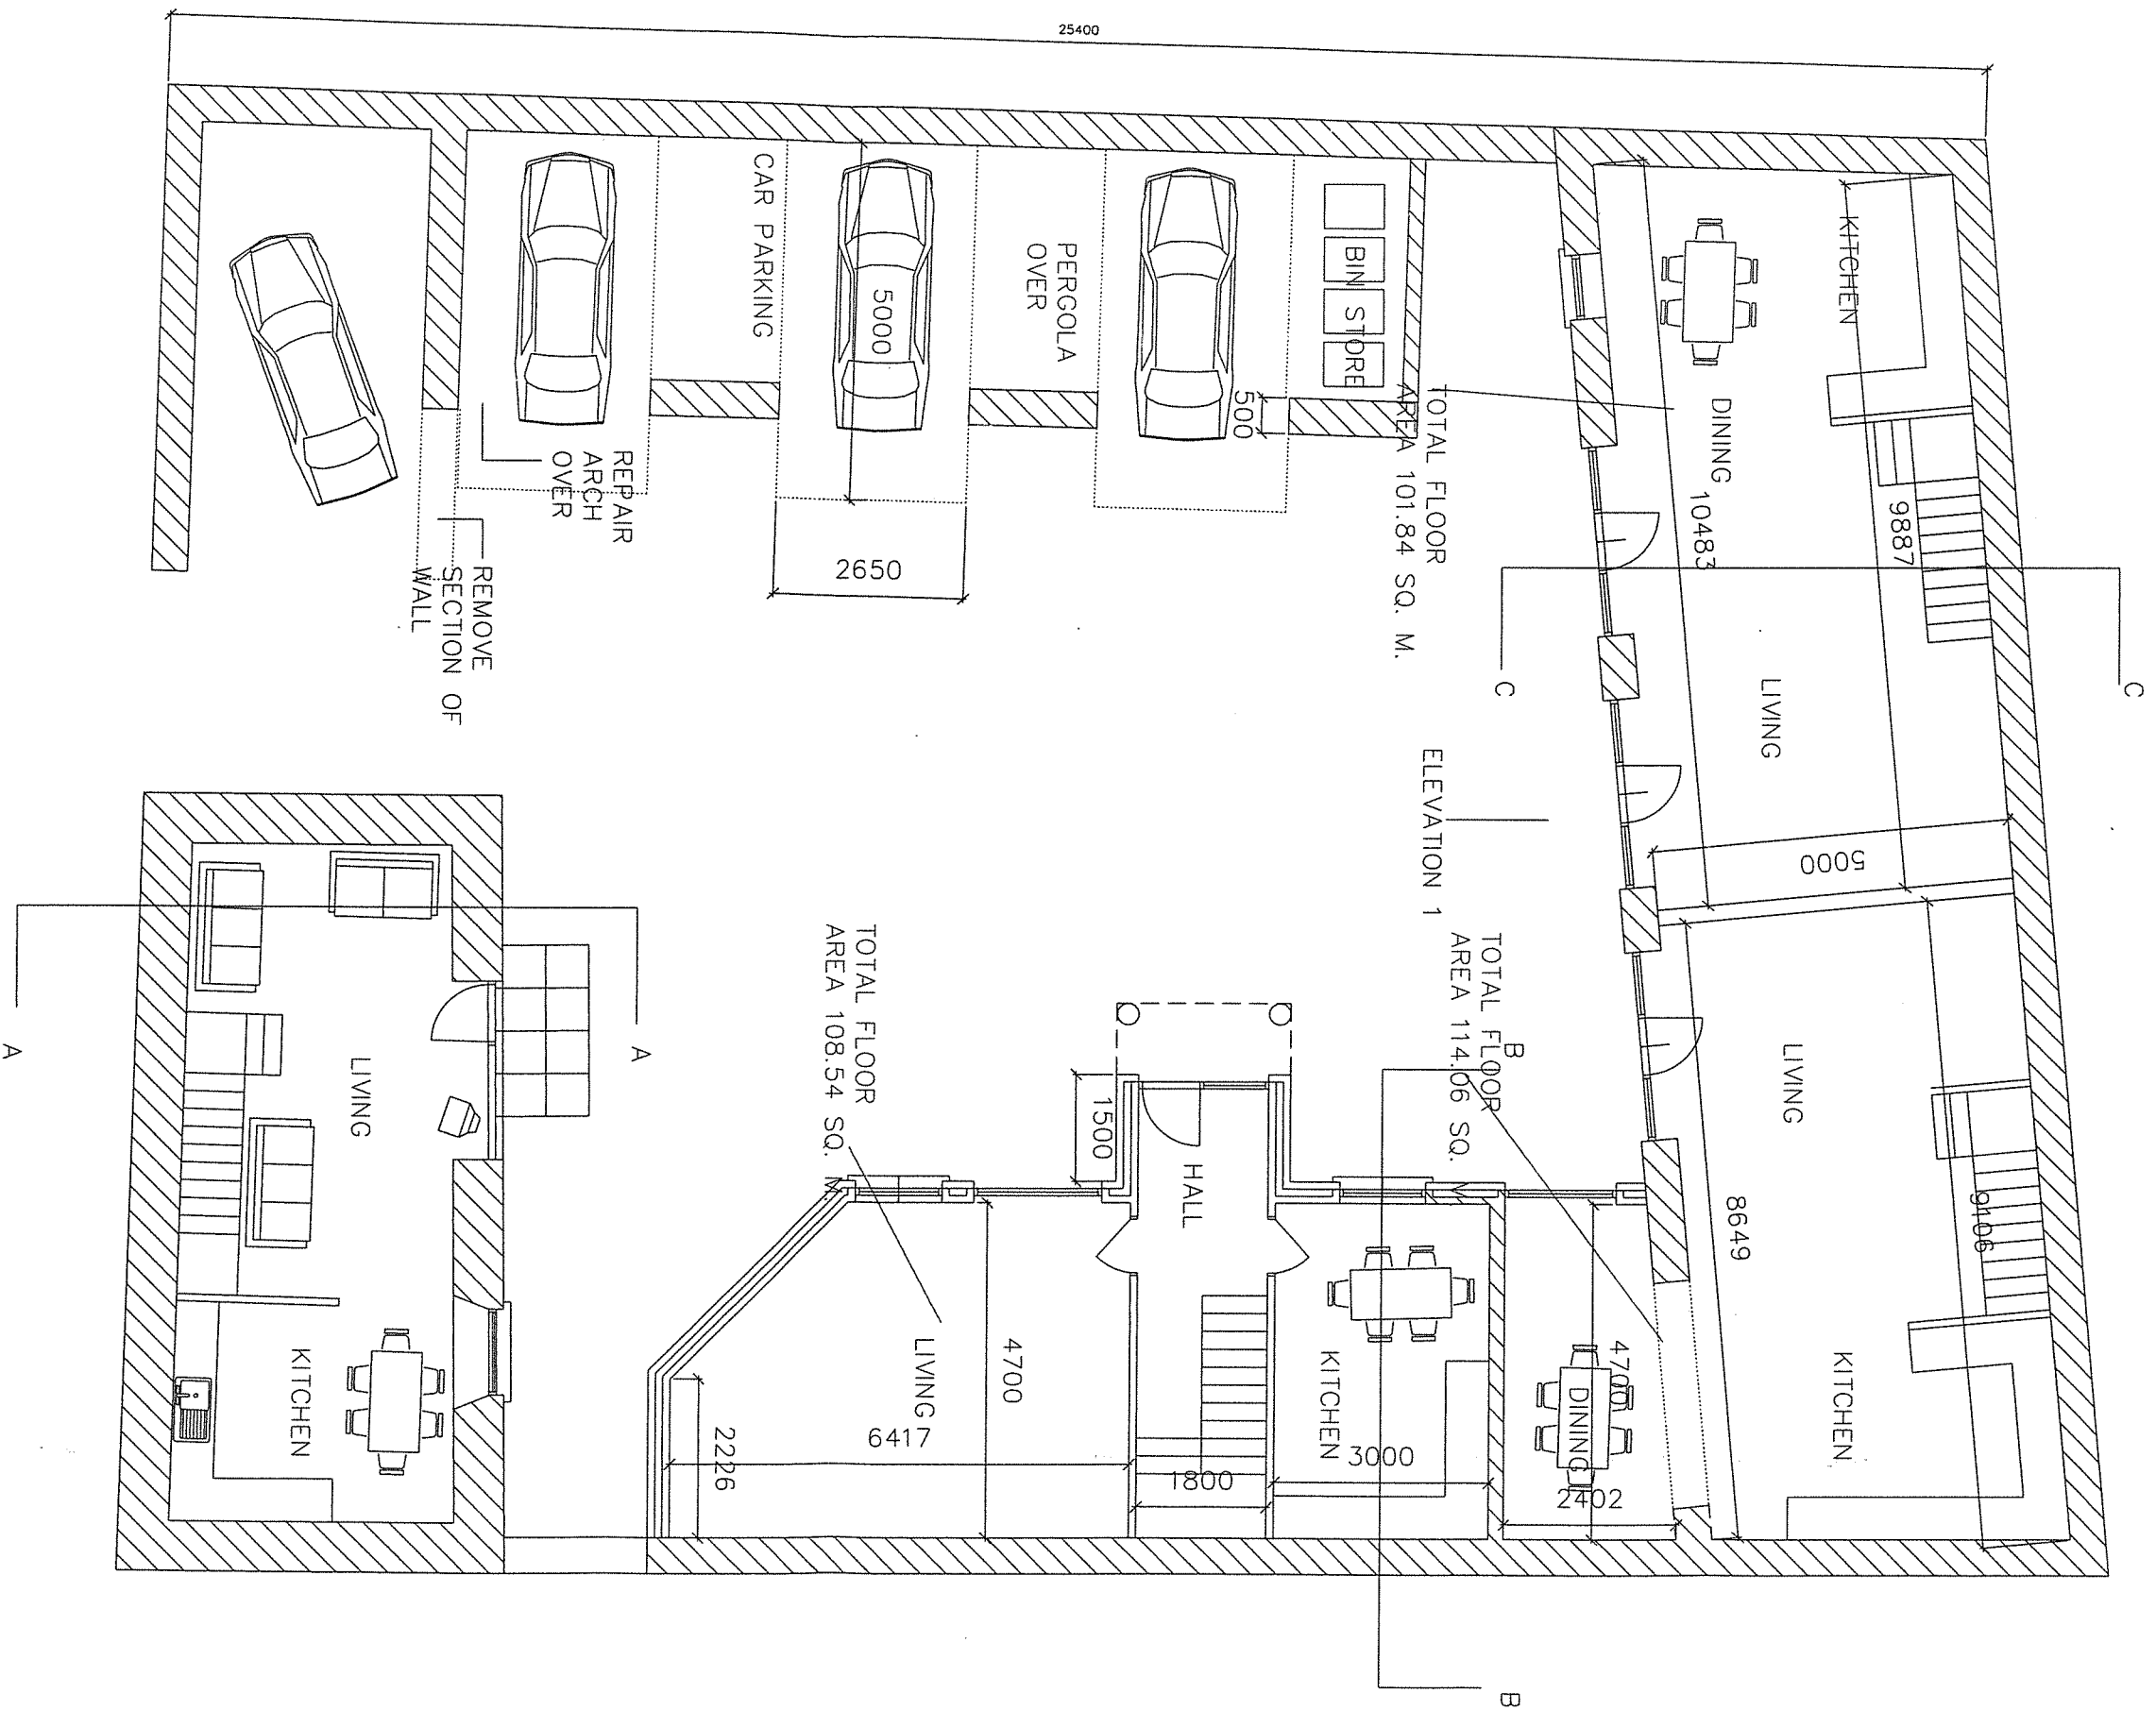 25400
CAR PARKING
5000
PERGOLA
OVER
BIN STORE
500
REPAIR
ARCH
OVER
REMOVE
SECTION OF
WALL
2650
TOTAL FLOOR
AREA 101.84 SQ. M.
KITCHEN
DINING
10483
9887
LIVING
5000
C
C
ELEVATION 1
TOTAL FLOOR
AREA 114.06 SQ.
B
B
LIVING
8649
9106
KITCHEN
TOTAL FLOOR
AREA 108.54 SQ. M
1500
HALL
LIVING
4700
6417
2226
1800
KITCHEN
3000
4700
DINING
2402
A
A
LIVING
KITCHEN